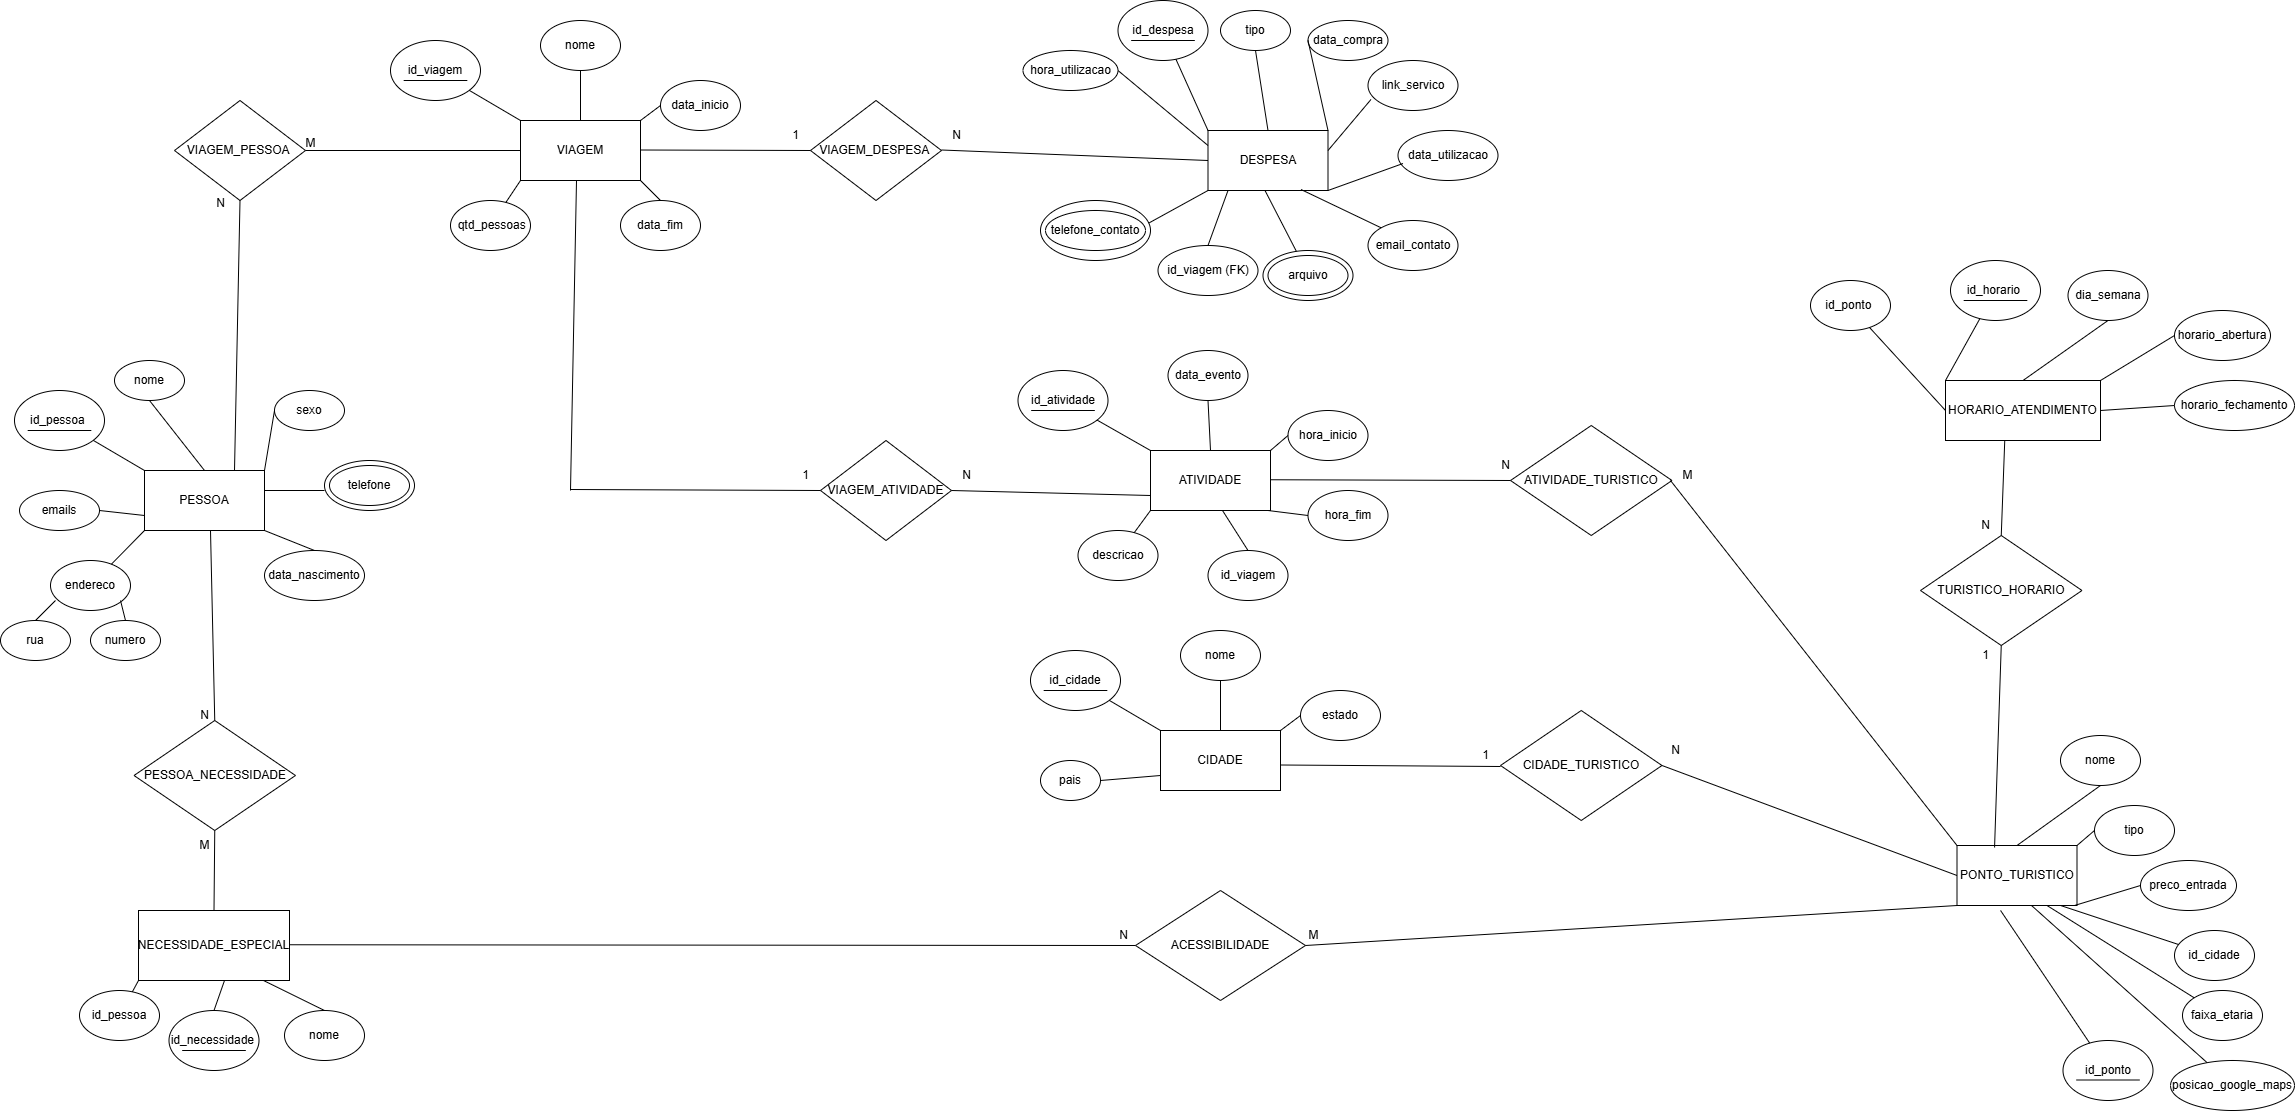 id_despesa
tipo
data_compra
nome
id_viagem
hora_utilizacao
link_servico
data_inicio
VIAGEM_PESSOA
M
VIAGEM
1
VIAGEM_DESPESA
N
DESPESA
data_utilizacao
N
qtd_pessoas
data_fim
telefone_contato
id_viagem (FK)
arquivo
email_contato
id_ponto
id_horario
dia_semana
horario_abertura
HORARIO_ATENDIMENTO
horario_fechamento
nome
id_pessoa
sexo
PESSOA
telefone
emails
endereco
data_nascimento
rua
numero
id_atividade
data_evento
hora_inicio
1
VIAGEM_ATIVIDADE
N
ATIVIDADE
N
ATIVIDADE_TURISTICO
M
hora_fim
descricao
id_viagem
N
TURISTICO_HORARIO
1
nome
id_cidade
estado
CIDADE
pais
1
CIDADE_TURISTICO
N
nome
tipo
PONTO_TURISTICO
preco_entrada
id_cidade
faixa_etaria
id_ponto
posicao_google_maps
N
PESSOA_NECESSIDADE
M
NECESSIDADE_ESPECIAL
N
ACESSIBILIDADE
M
id_pessoa
id_necessidade
nome